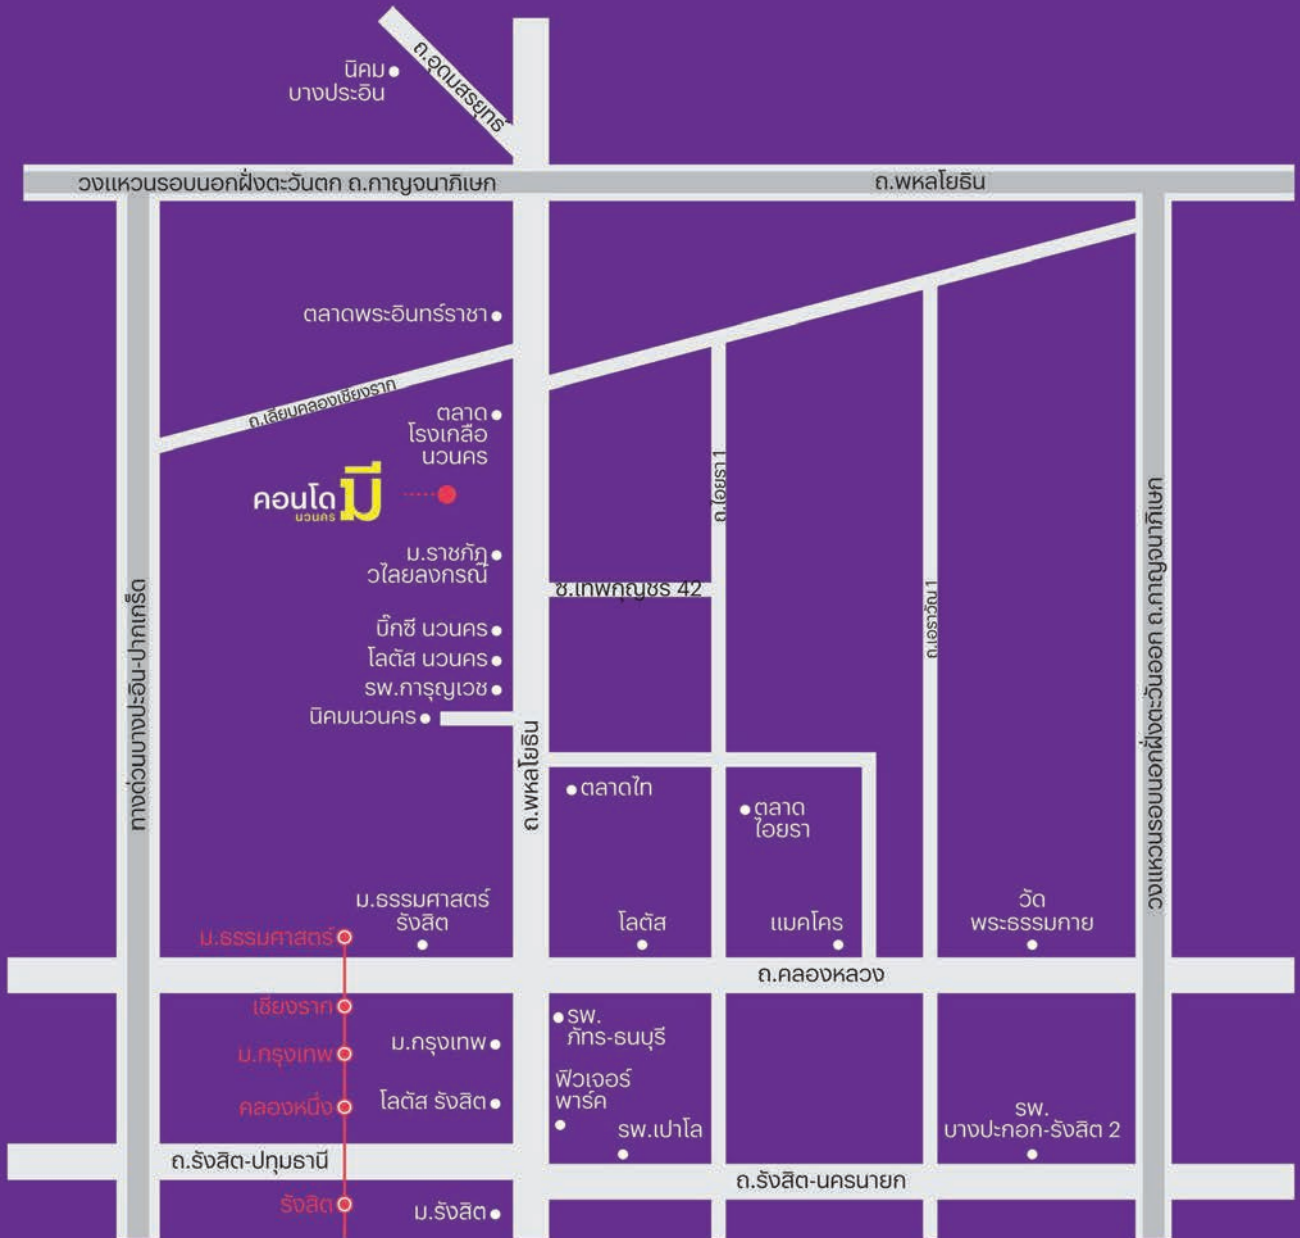 ถ.อุดมสรยุทธ์
นิคม
บางปะอิน
วงแหวนรอบนอกฝั่งตะวันตก ถ.กาญจนาภิเษก
ถ.พหลโยธิน
ตลาดพระอินทร์ราชา
ถ.เลียบคลองเชียงราก
ตลาด
โรงเกลือ
นวนคร
คอนโด
มี
นวนคร
ถ.ไอยรา 1
ม.ราชภัฏ
วไลยลงกรณ์
ซ.เทพกุญชร 42
ถ.เอราวัณ 1
วงแหวนรอบนอกฝั่งตะวันออก ถ.กาญจนาภิเษก
ทางด่วนบางปะอิน-ปากเกร็ด
บิ๊กซี นวนคร
โลตัส นวนคร
รพ.การุญเวช
นิคมนวนคร
ถ.พหลโยธิน
ตลาดไท
ตลาด
ไอยรา
ม.ธรรมศาสตร์
รังสิต
โลตัส
แมคโคร
วัด
พระธรรมกาย
ม.ธรรมศาสตร์
ถ.คลองหลวง
เชียงราก
รพ.
ภัทร-ธนบุรี
ม.กรุงเทพ
ม.กรุงเทพ
ฟิวเจอร์
พาร์ค
คลองหนึ่ง
โลตัส รังสิต
รพ.เปาโล
รพ.
บางปะกอก-รังสิต 2
ถ.รังสิต-ปทุมธานี
ถ.รังสิต-นครนายก
รังสิต
ม.รังสิต